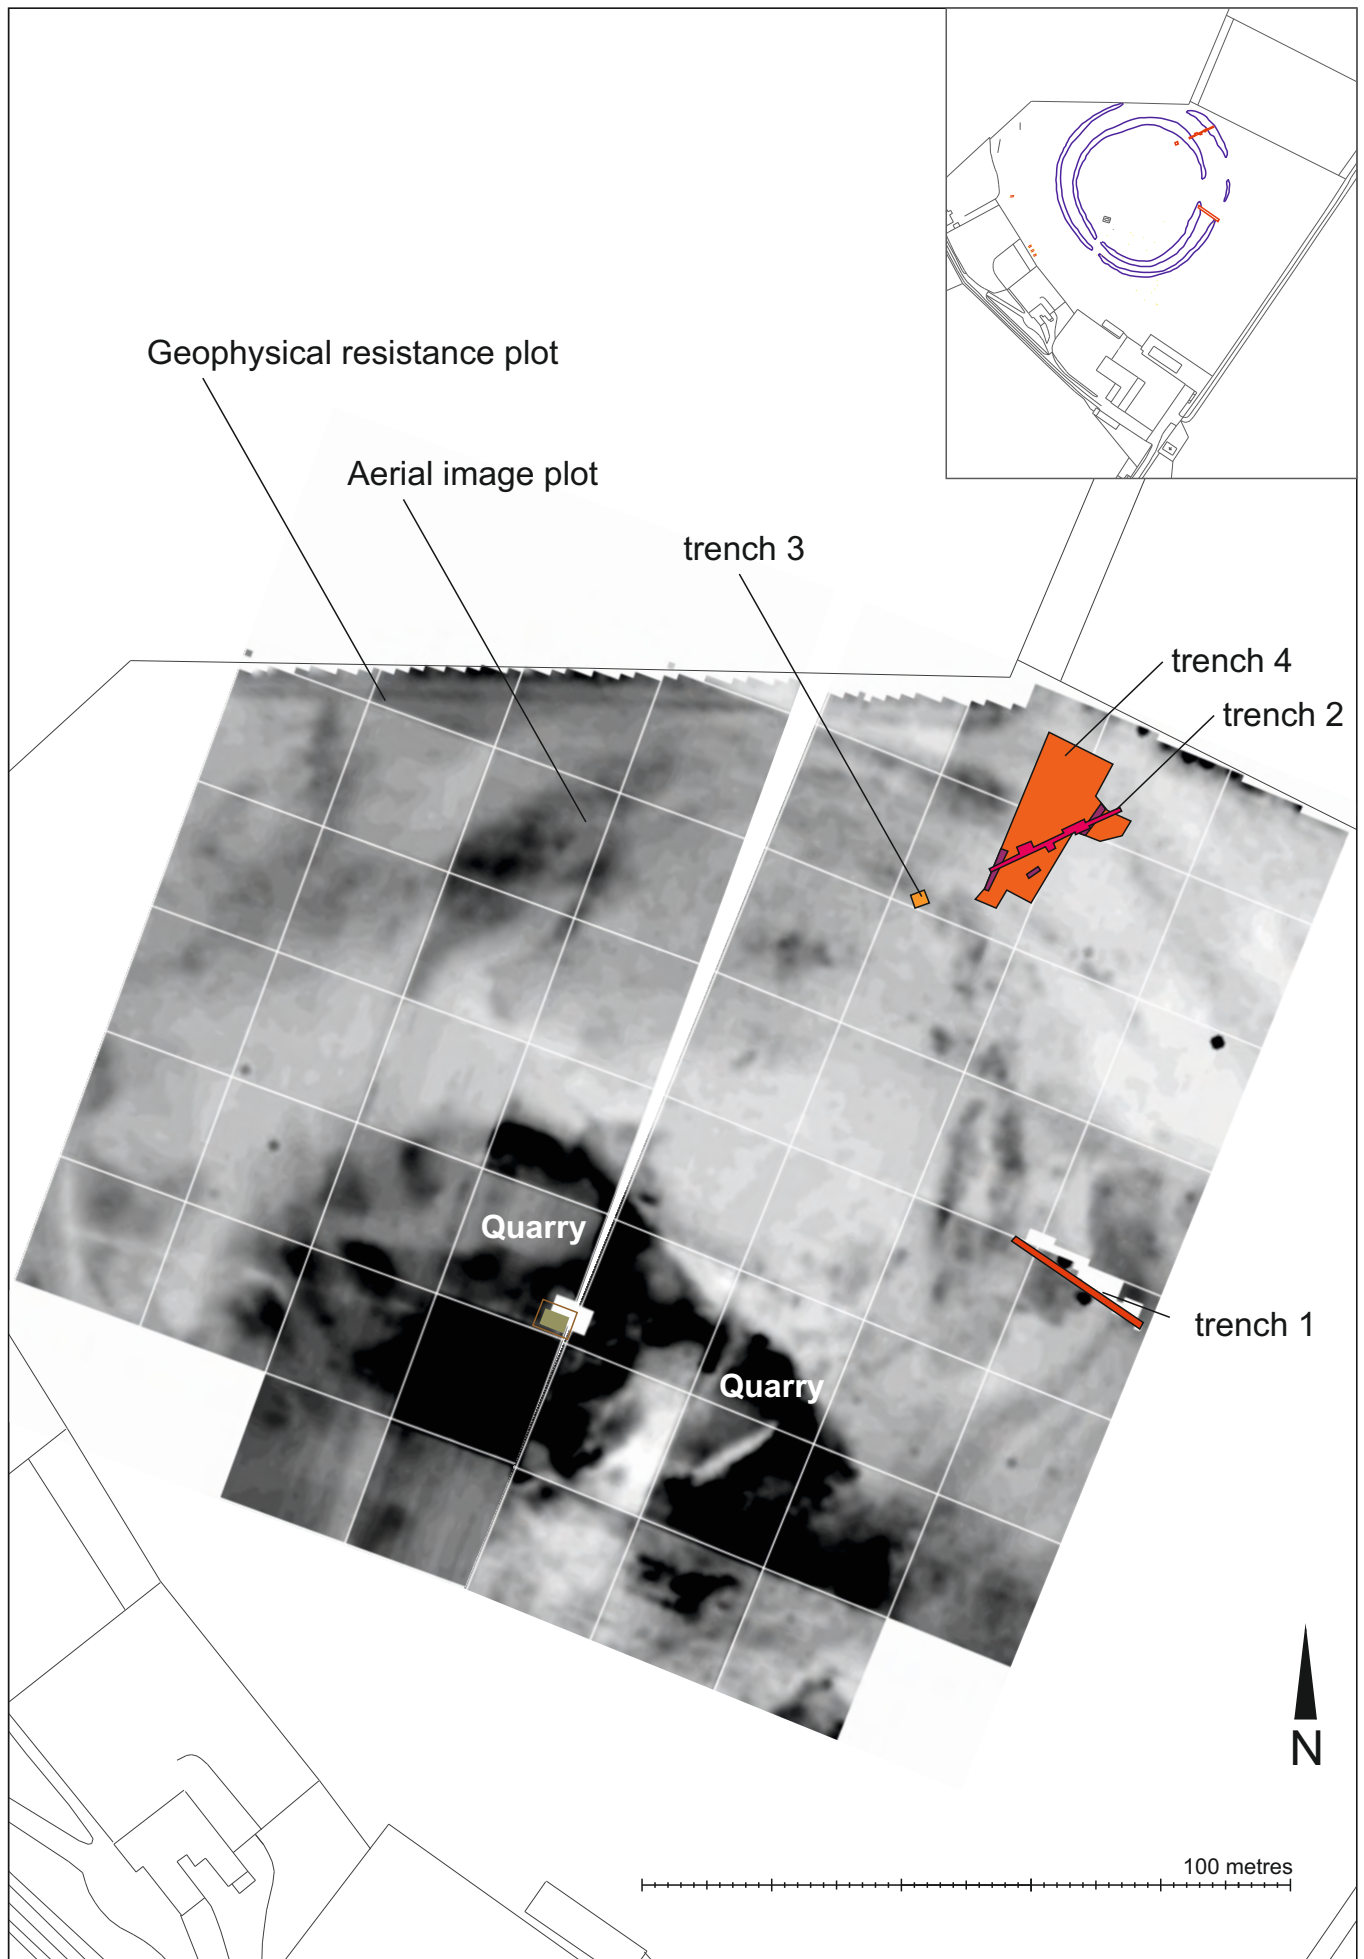 Geophysical resistance plot
Aerial image plot
trench 3
trench 4
trench 2
Quarry
trench 1
Quarry
N
100 metres